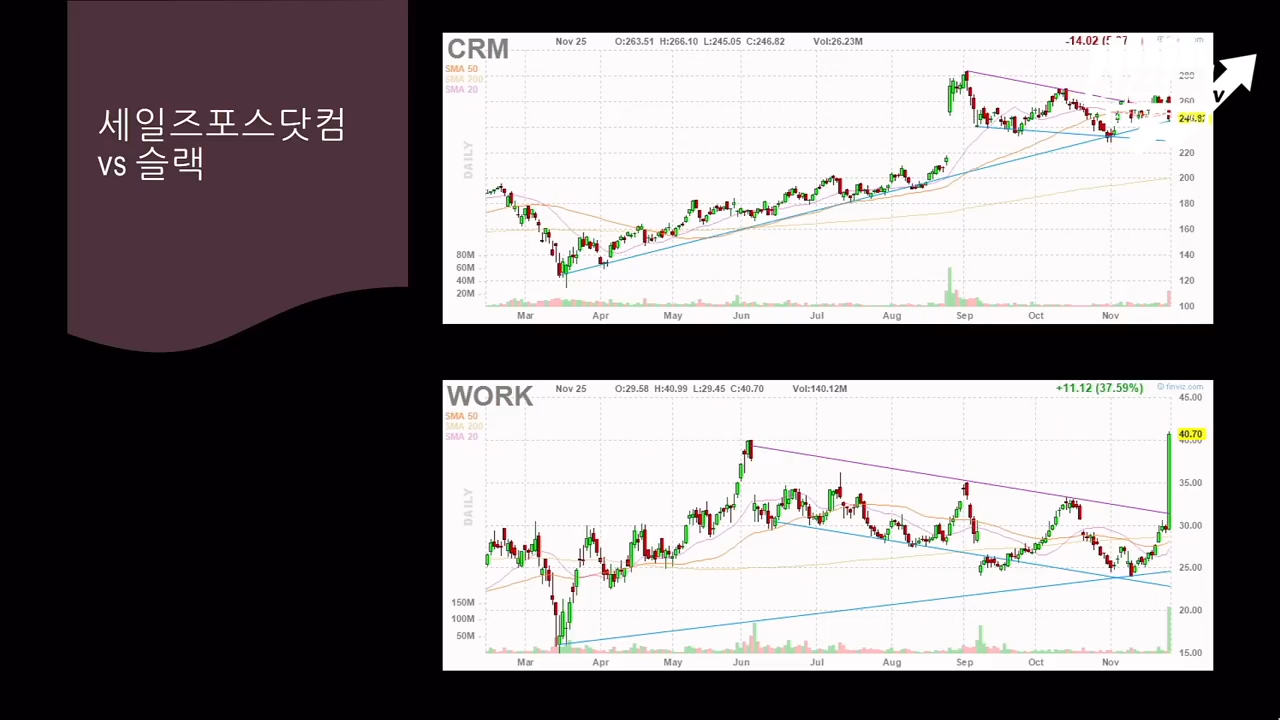 세일즈포스닷컴
vs 슬랙
CRM
Nov 25 O:263.51 H:266.10 L:245.05 C:246.82 Vol:26.23M
SMA 50
SMA 200
SMA 20
DAILY
280
260
246.82
220
200
180
160
140
120
100
80M
60M
40M
20M
Mar Apr May Jun Jul Aug Sep Oct Nov
WORK
Nov 25 O:29.58 H:40.99 L:29.45 C:40.70 Vol:140.12M +11.12 (37.59%) © finviz.com
SMA 50
SMA 200
SMA 20
DAILY
45.00
40.70
40.00
35.00
30.00
25.00
20.00
15.00
150M
100M
50M
Mar Apr May Jun Jul Aug Sep Oct Nov